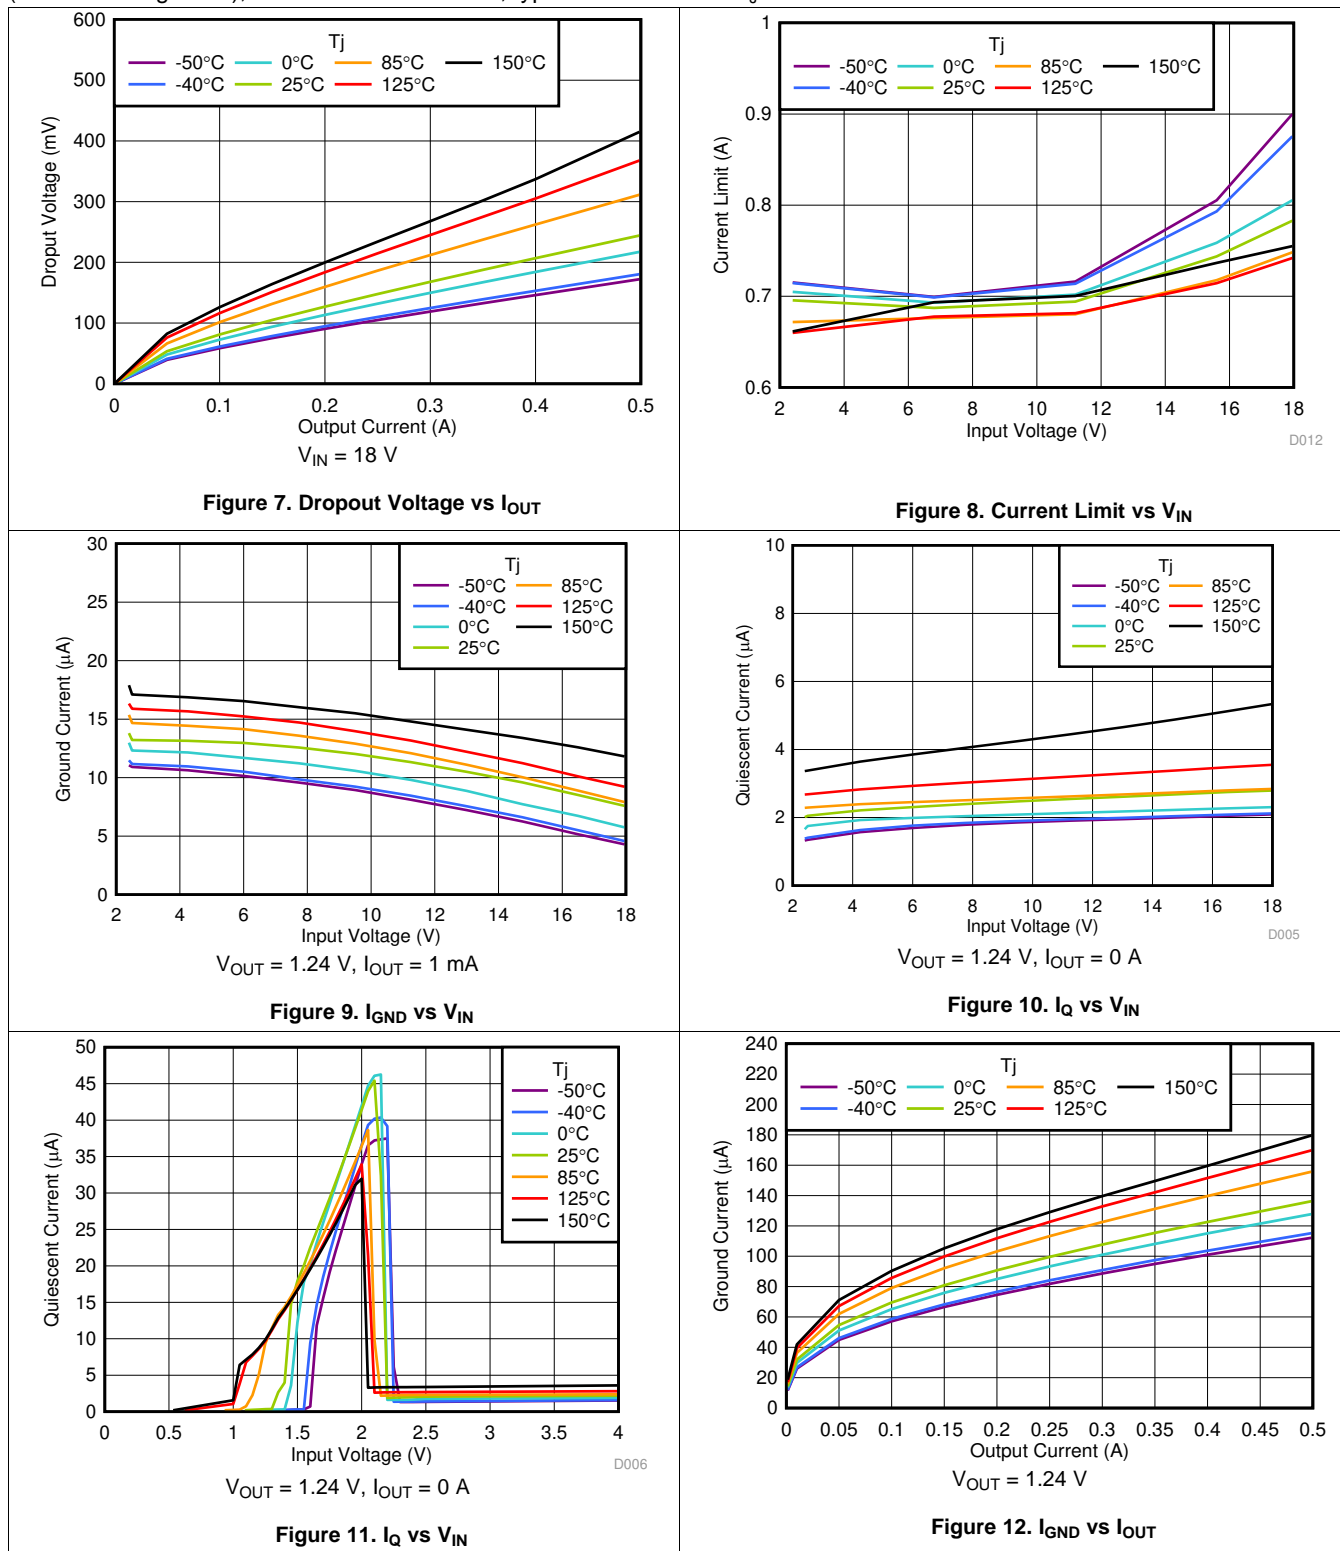 600
500
400
300
200
100
0
Dropout Voltage (mV)
Tj
-50°C 0°C 85°C 150°C
-40°C 25°C 125°C
0 0.1 0.2 0.3 0.4 0.5
Output Current (A)
VIN = 18 V
Figure 7. Dropout Voltage vs IOUT
1
0.9
0.8
0.7
0.6
Current Limit (A)
-50°C 0°C 85°C 150°C
-40°C 25°C 125°C
2 4 6 8 10 12 14 16 18
Input Voltage (V)
D012
Figure 8. Current Limit vs VIN
30
25
20
15
10
5
0
Ground Current (µA)
Tj
-50°C 85°C
-40°C 125°C
0°C 150°C
25°C
2 4 6 8 10 12 14 16 18
Input Voltage (V)
VOUT = 1.24 V, IOUT = 1 mA
Figure 9. IGND vs VIN
10
8
6
4
2
0
Quiescent Current (µA)
Tj
-50°C 85°C
-40°C 125°C
0°C 150°C
25°C
2 4 6 8 10 12 14 16 18
Input Voltage (V)
D005
VOUT = 1.24 V, IOUT = 0 A
Figure 10. IQ vs VIN
50
45
40
35
30
25
20
15
10
5
0
Quiescent Current (µA)
Tj
-50°C
-40°C
0°C
25°C
85°C
125°C
150°C
0 0.5 1 1.5 2 2.5 3 3.5 4
Input Voltage (V)
D006
VOUT = 1.24 V, IOUT = 0 A
Figure 11. IQ vs VIN
240
220
200
180
160
140
120
100
80
60
40
20
0
Ground Current (µA)
Tj
-50°C 0°C 85°C 150°C
-40°C 25°C 125°C
0 0.05 0.1 0.15 0.2 0.25 0.3 0.35 0.4 0.45 0.5
Output Current (A)
VOUT = 1.24 V
Figure 12. IGND vs IOUT